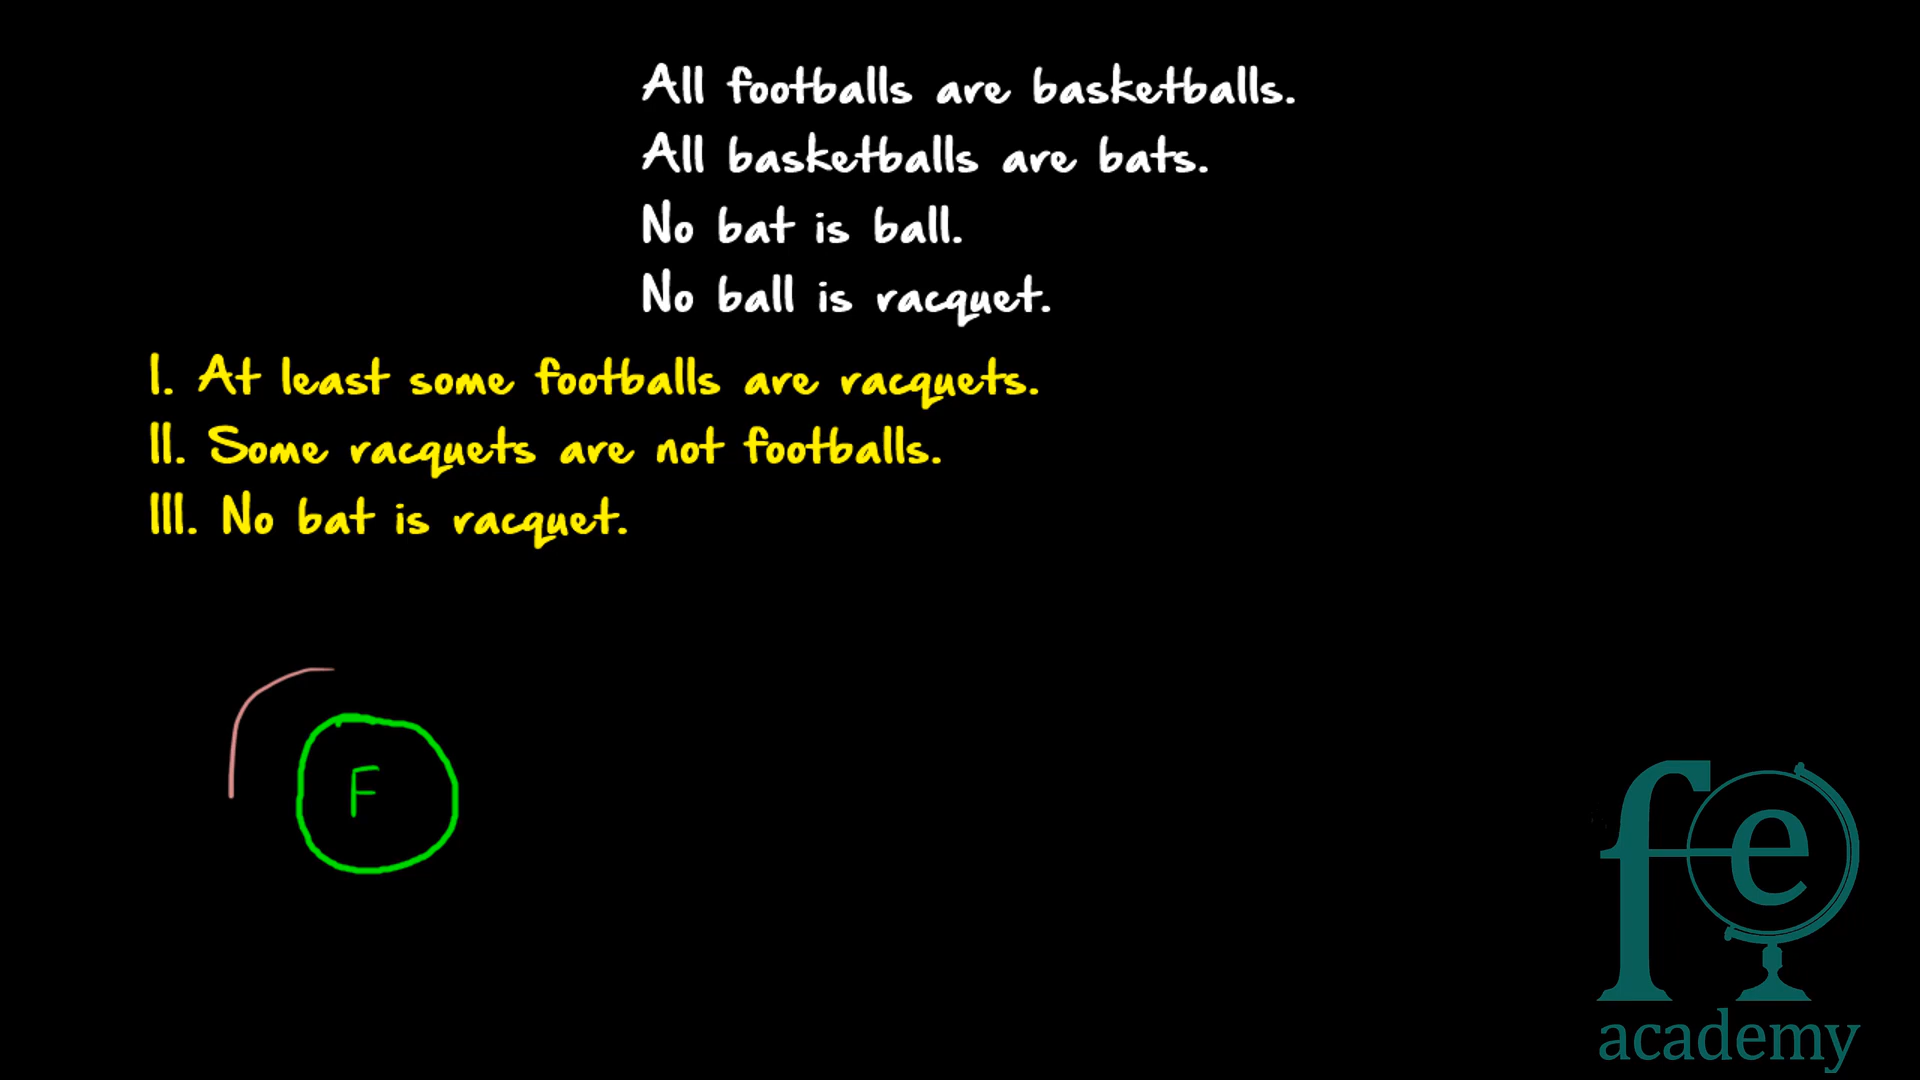 All footballs are basketballs.
All basketballs are bats.
No bat is ball.
No ball is racquet.
I. At least some footballs are racquets.
II. Some racquets are not footballs.
III. No bat is racquet.
F
fe
academy